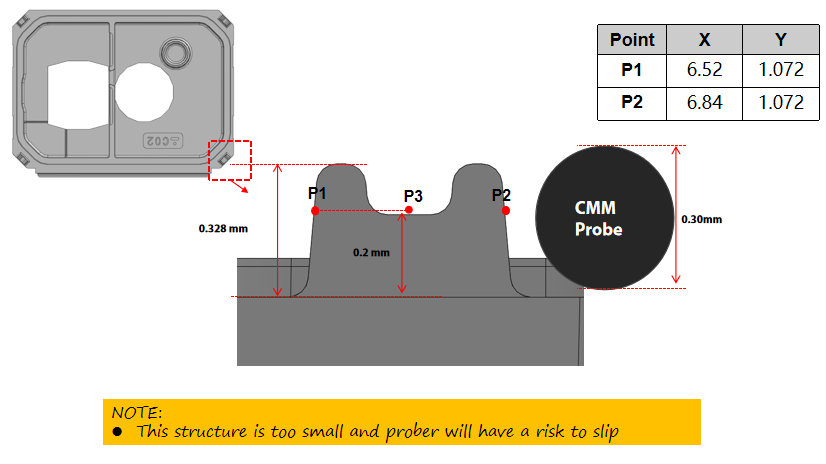 Point X Y
P1 6.52 1.072
P2 6.84 1.072
C02
P1
P3
P2
0.328 mm
0.2 mm
CMM
Probe
0.30mm
NOTE:
● This structure is too small and prober will have a risk to slip